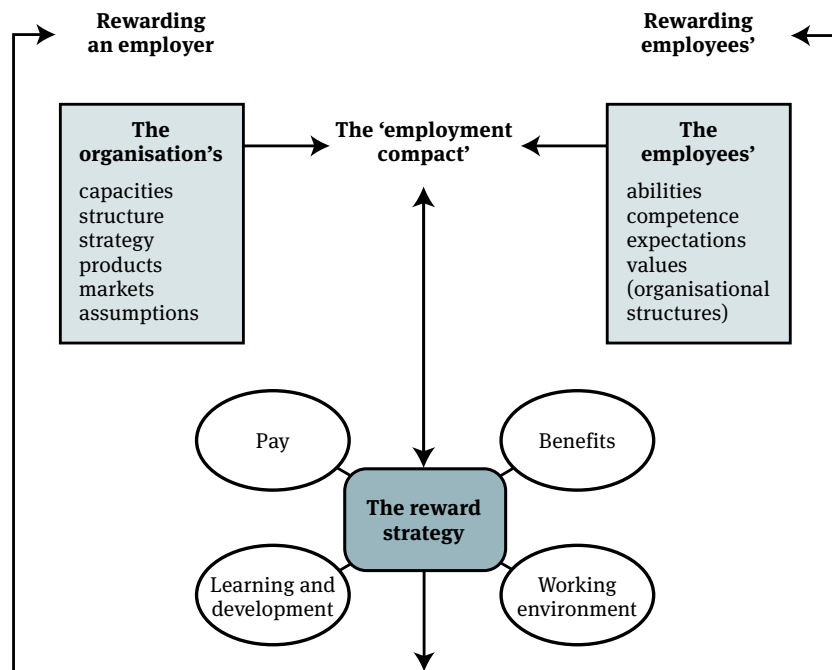 Rewarding
an employer
Rewarding
employees’
The
organisation’s
capacities
structure
strategy
products
markets
assumptions
The ‘employment
compact’
The
employees’
abilities
competence
expectations
values
(organisational
structures)
Pay
Benefits
The reward
strategy
Learning and
development
Working
environment